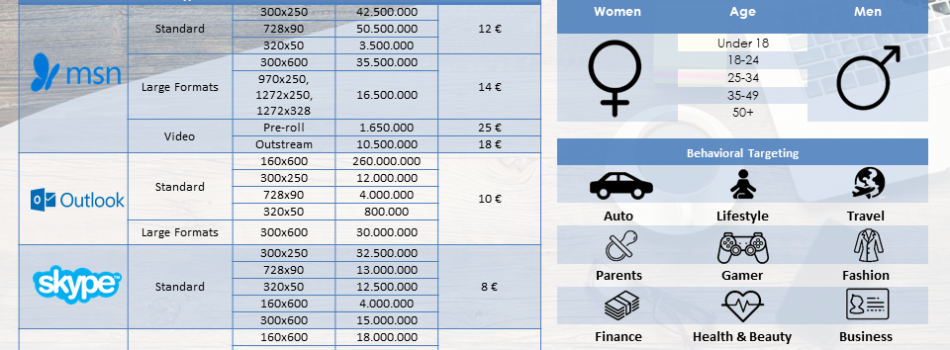 300x250 42.500.000
Standard 728x90 50.500.000 12 €
320x50 3.500.000
msn
300x600 35.500.000
Large Formats 970x250, 1272x250, 1272x328 16.500.000 14 €
Video Pre-roll 1.650.000 25 €
Outstream 10.500.000 18 €
Outlook
160x600 260.000.000
Standard 300x250 12.000.000
728x90 4.000.000 10 €
320x50 800.000
Large Formats 300x600 30.000.000
skype
300x250 32.500.000
728x90 13.000.000
Standard 320x50 12.500.000 8 €
160x600 4.000.000
300x600 15.000.000
160x600 18.000.000
Women Age Men
Under 18
18-24
25-34
35-49
50+
Behavioral Targeting
Auto Lifestyle Travel
Parents Gamer Fashion
Finance Health & Beauty Business